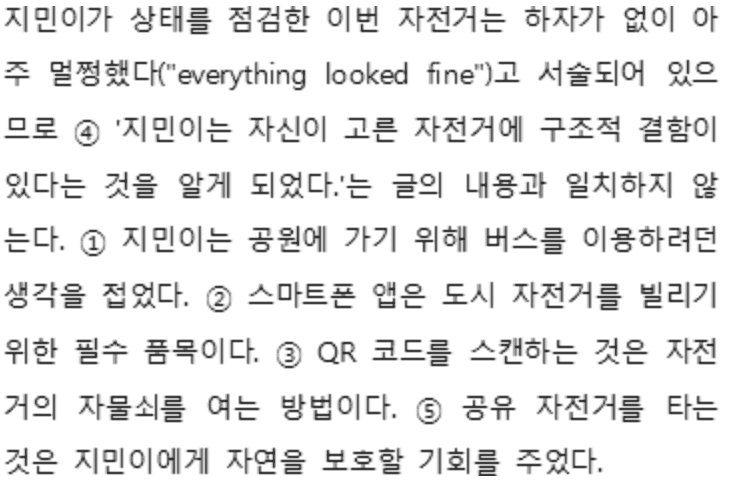 지민이가 상태를 점검한 이번 자전거는 하자가 없이 아
주 멀쩡했다("everything looked fine")고 서술되어 있으
므로 ④ '지민이는 자신이 고른 자전거에 구조적 결함이
있다는 것을 알게 되었다.'는 글의 내용과 일치하지 않
는다. ① 지민이는 공원에 가기 위해 버스를 이용하려던
생각을 접었다. ② 스마트폰 앱은 도시 자전거를 빌리기
위한 필수 품목이다. ③ QR 코드를 스캔하는 것은 자전
거의 자물쇠를 여는 방법이다. ⑤ 공유 자전거를 타는
것은 지민이에게 자연을 보호할 기회를 주었다.